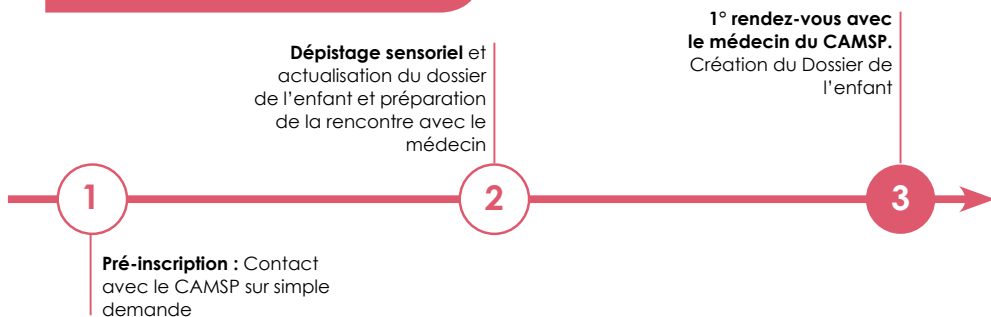 1° rendez-vous avec
le médecin du CAMSP.
Création du Dossier de
l'enfant
Dépistage sensoriel et
actualisation du dossier
de l'enfant et préparation
de la rencontre avec le
médecin
1
2
3
Pré-inscription : Contact
avec le CAMSP sur simple
demande